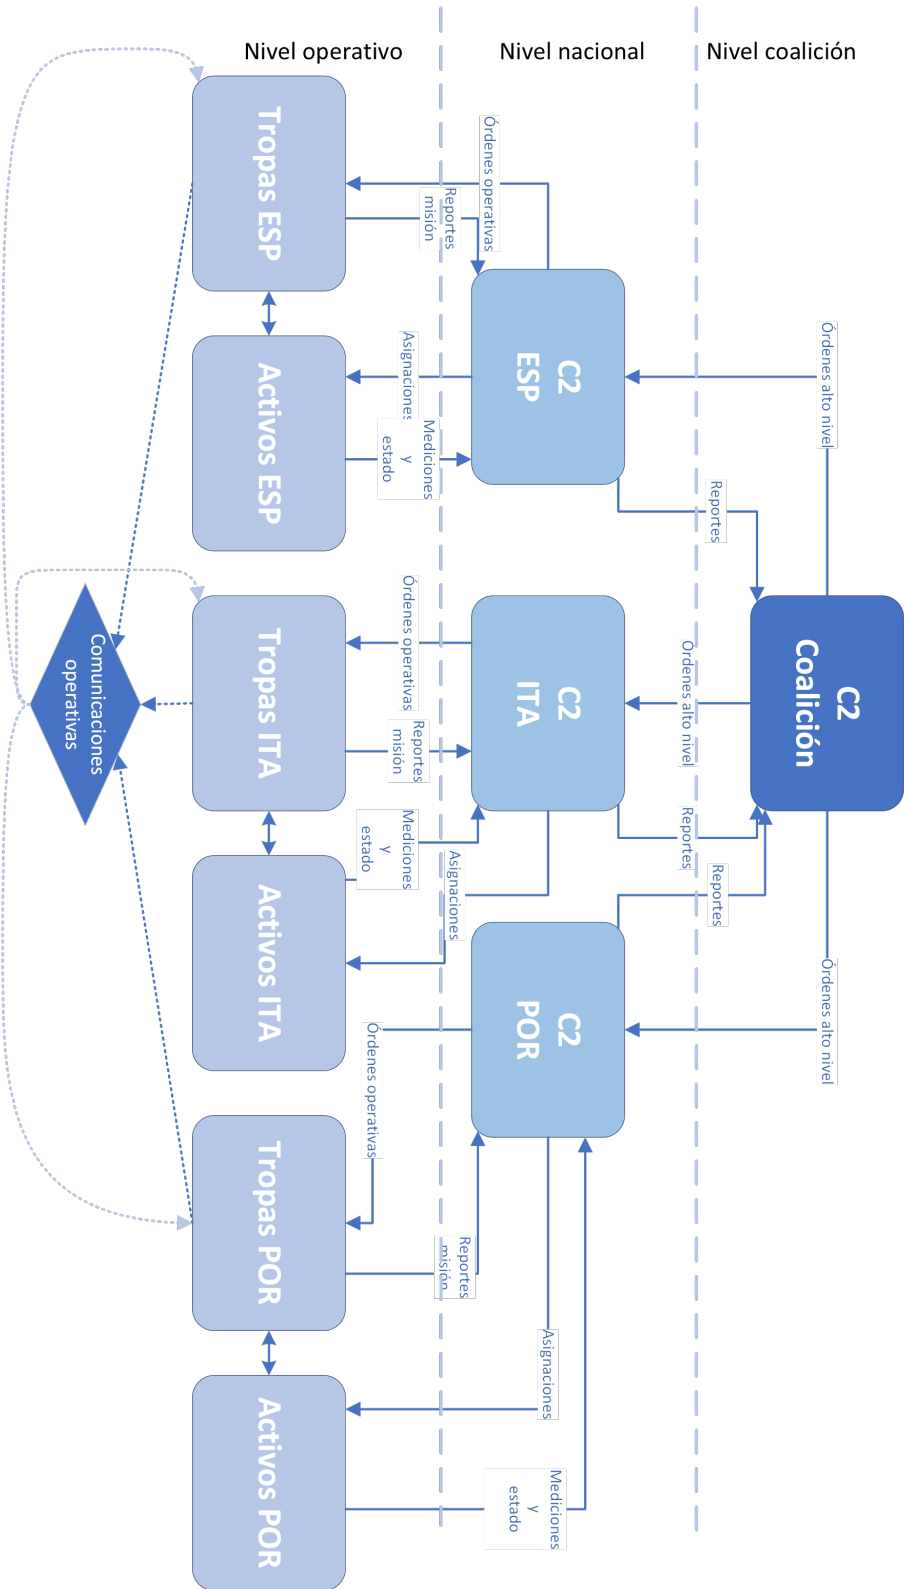 Nivel operativo
Nivel nacional
Nivel coalición
C2
Coalición
Órdenes alto nivel
Reportes
Órdenes alto nivel
Reportes
Reportes
Órdenes alto nivel
C2
ESP
C2
ITA
C2
POR
Órdenes operativas
Reportes
misión
Asignaciones
Mediciones
y
estado
Órdenes operativas
Reportes
misión
Mediciones
y
estado
Asignaciones
Órdenes operativas
Reportes
misión
Asignaciones
Mediciones
y
estado
Tropas ESP
Activos ESP
Tropas ITA
Activos ITA
Tropas POR
Activos POR
Comunicaciones
operativas